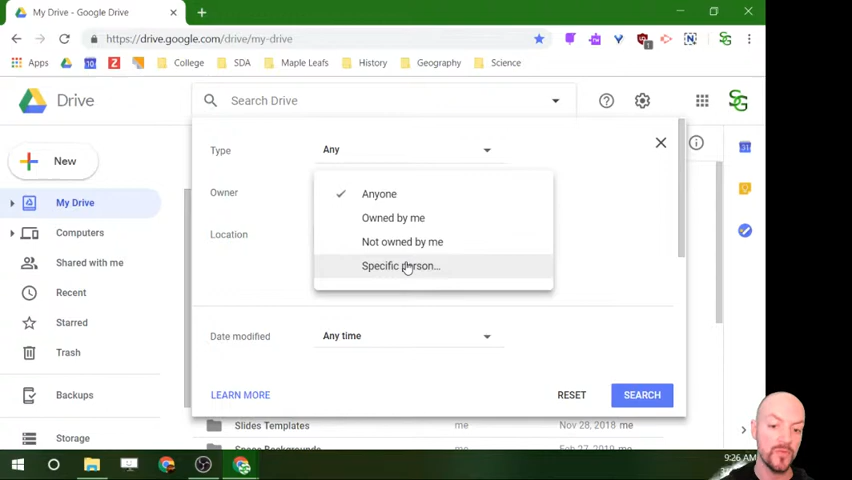 My Drive - Google Drive
https://drive.google.com/drive/my-drive
Apps
College
SDA
Maple Leafs
History
Geography
Science
Drive
Search Drive
New
My Drive
Computers
Shared with me
Recent
Starred
Trash
Backups
Storage
Type
Any
Owner
Anyone
Owned by me
Not owned by me
Specific person...
Location
Date modified
Any time
LEARN MORE
RESET
SEARCH
Slides Templates
me
Nov 28, 2018 me
me
9:26 AM